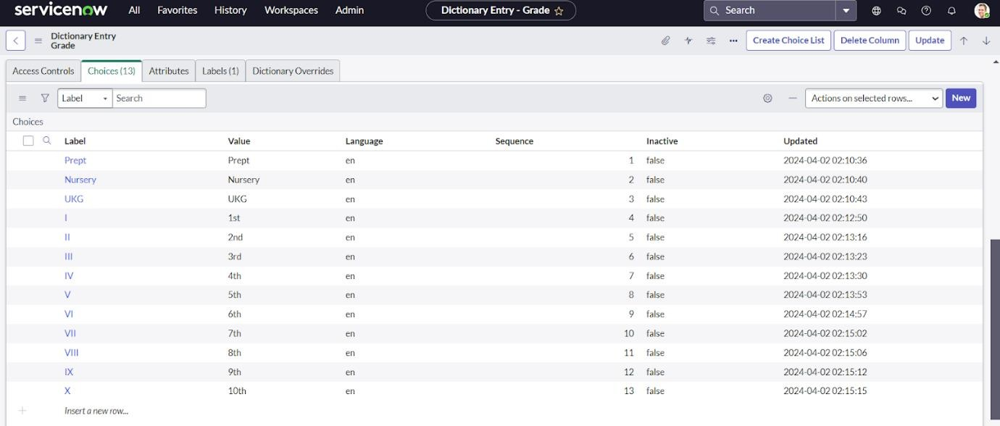 servicenow All Favorites History Workspaces Admin Dictionary Entry - Grade Search
Dictionary Entry
Grade
Create Choice List Delete Column Update
Access Controls Choices (13) Attributes Labels (1) Dictionary Overrides
Label Search Actions on selected rows... New
Choices
Label Value Language Sequence Inactive Updated
Prept Prept en 1 false 2024-04-02 02:10:36
Nursery Nursery en 2 false 2024-04-02 02:10:40
UKG UKG en 3 false 2024-04-02 02:10:43
I 1st en 4 false 2024-04-02 02:12:50
II 2nd en 5 false 2024-04-02 02:13:16
III 3rd en 6 false 2024-04-02 02:13:23
IV 4th en 7 false 2024-04-02 02:13:30
V 5th en 8 false 2024-04-02 02:13:53
VI 6th en 9 false 2024-04-02 02:14:57
VII 7th en 10 false 2024-04-02 02:15:02
VIII 8th en 11 false 2024-04-02 02:15:06
IX 9th en 12 false 2024-04-02 02:15:12
X 10th en 13 false 2024-04-02 02:15:15
Insert a new row...